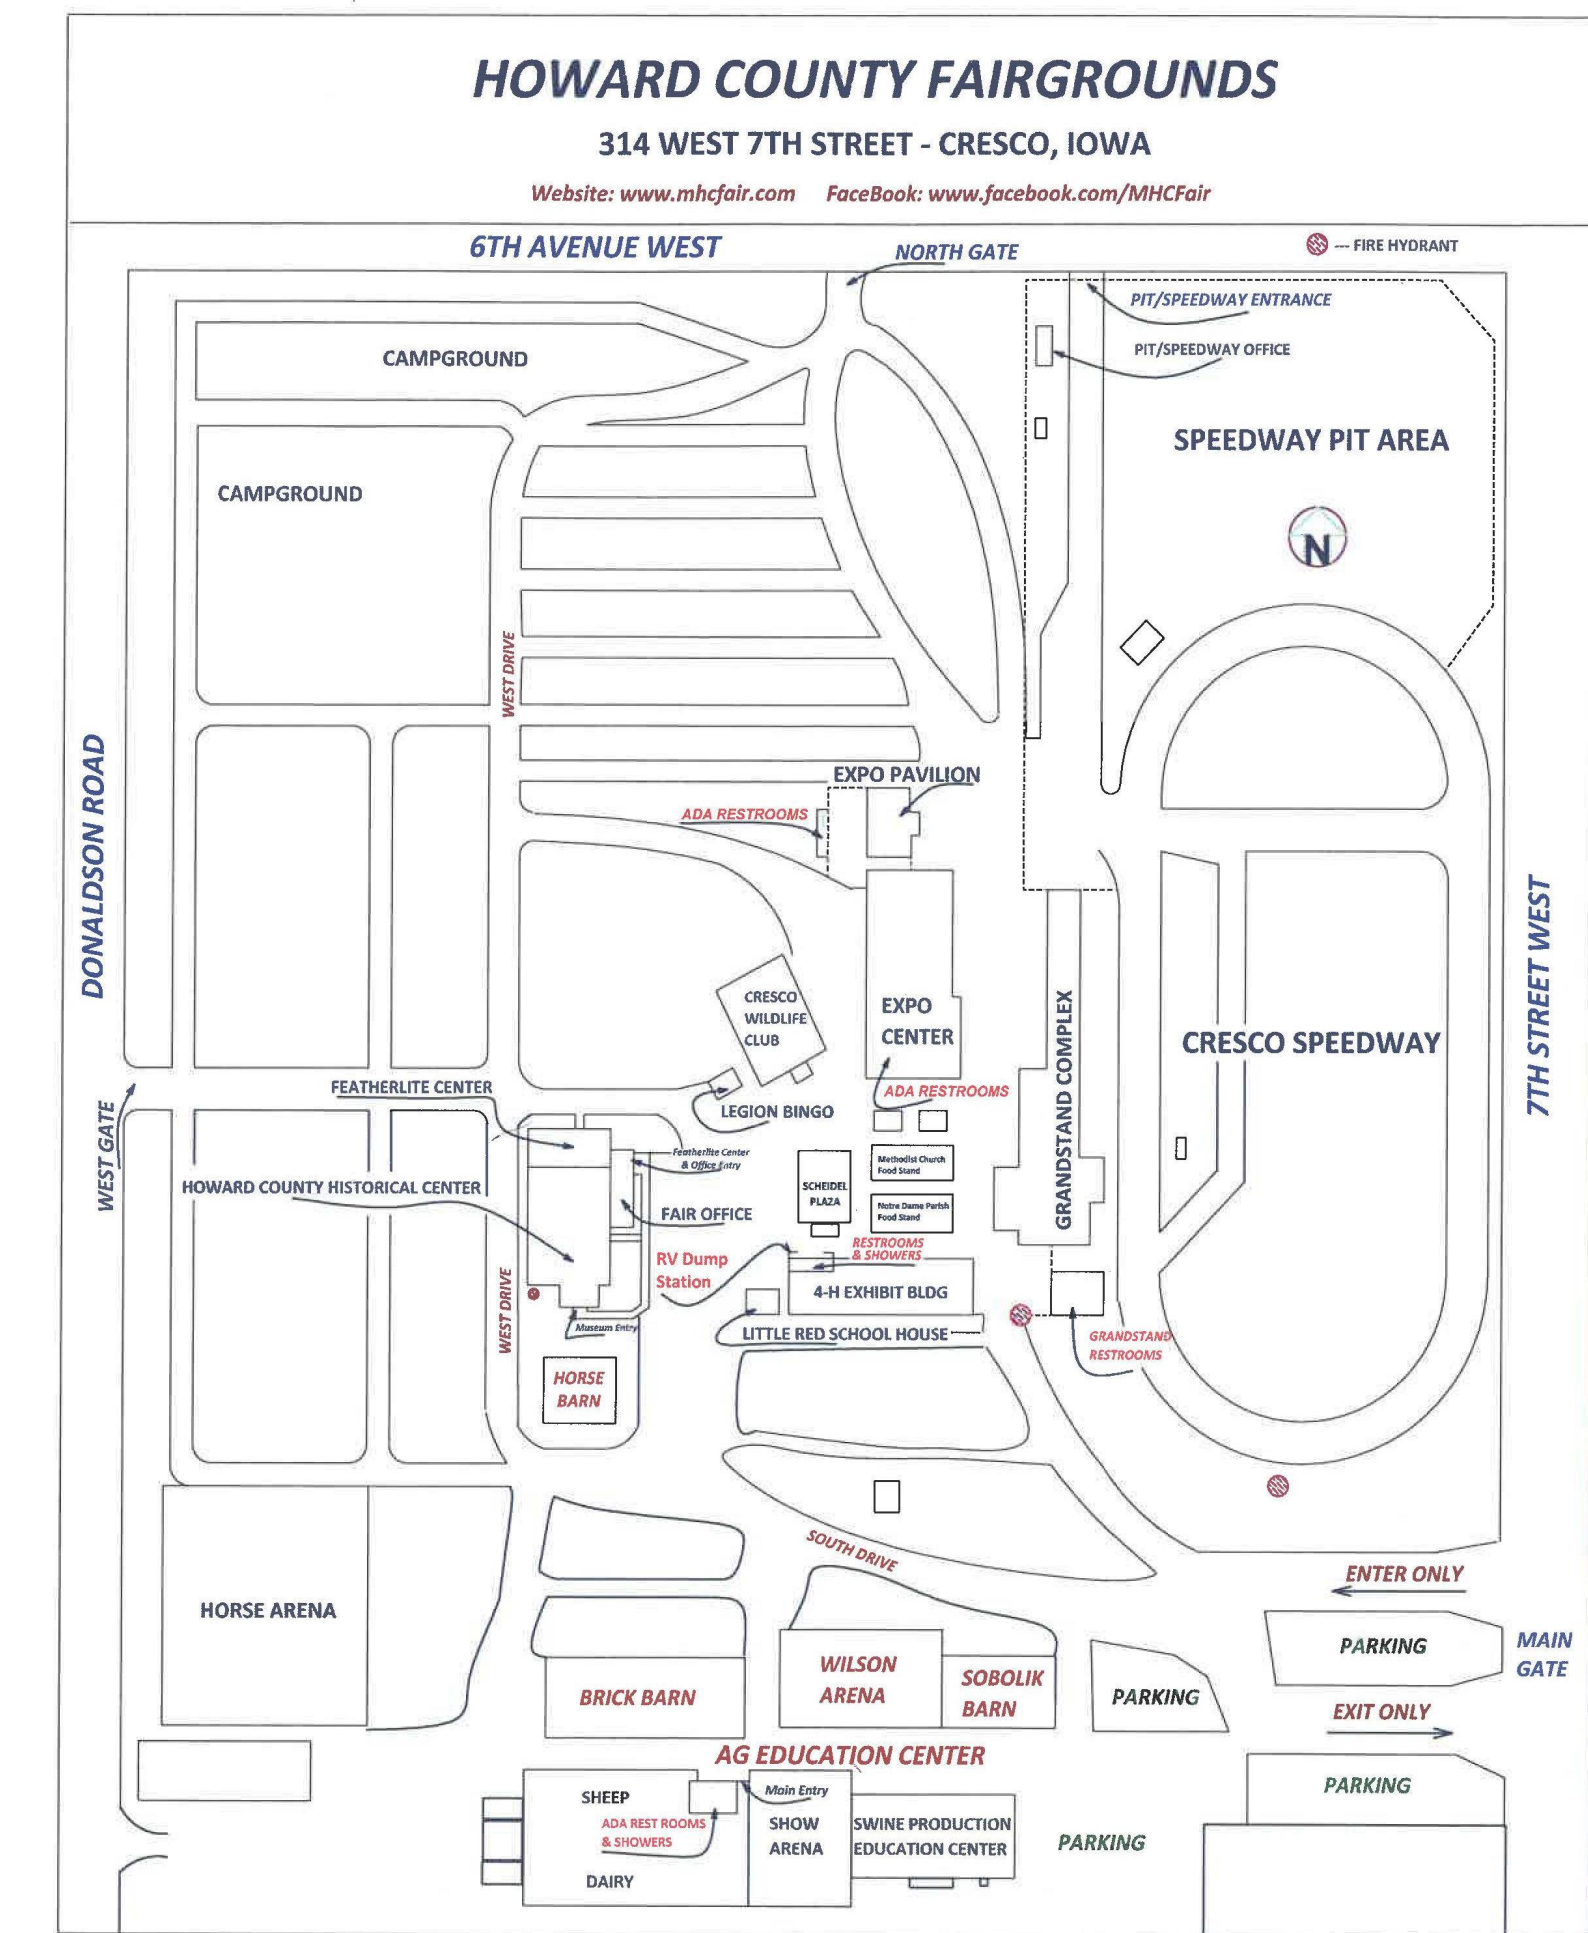 HOWARD COUNTY FAIRGROUNDS
314 WEST 7TH STREET - CRESCO, IOWA
Website: www.mhcfair.com FaceBook: www.facebook.com/MHCFair
6TH AVENUE WEST
NORTH GATE
--- FIRE HYDRANT
PIT/SPEEDWAY ENTRANCE
PIT/SPEEDWAY OFFICE
CAMPGROUND
SPEEDWAY PIT AREA
CAMPGROUND
N
WEST DRIVE
DONALDSON ROAD
EXPO PAVILION
ADA RESTROOMS
7TH STREET WEST
CRESCO
WILDLIFE
CLUB
EXPO
CENTER
GRANDSTAND COMPLEX
CRESCO SPEEDWAY
FEATHERLITE CENTER
ADA RESTROOMS
LEGION BINGO
WEST GATE
Featherlite Center
& Office Entry
Methodist Church
Food Stand
HOWARD COUNTY HISTORICAL CENTER
SCHEIDEL
PLAZA
FAIR OFFICE
Notre Dame Parish
Food Stand
RESTROOMS
& SHOWERS
RV Dump
Station
4-H EXHIBIT BLDG
WEST DRIVE
Museum Entry
LITTLE RED SCHOOL HOUSE
GRANDSTAND
RESTROOMS
HORSE
BARN
SOUTH DRIVE
ENTER ONLY
HORSE ARENA
PARKING
MAIN
GATE
WILSON
ARENA
SOBOLIK
BARN
BRICK BARN
PARKING
EXIT ONLY
AG EDUCATION CENTER
PARKING
SHEEP
Main Entry
ADA REST ROOMS
& SHOWERS
SHOW
ARENA
SWINE PRODUCTION
EDUCATION CENTER
PARKING
DAIRY